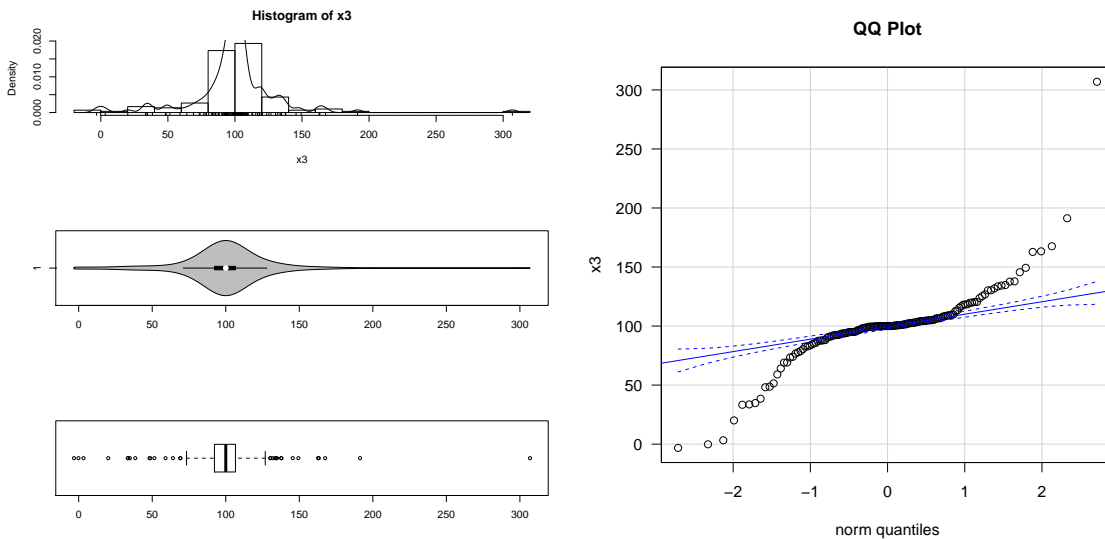 Histogram of x3
Density
0.000 0.010 0.020
0 50 100 150 200 250 300
x3
1
0 50 100 150 200 250 300
0 50 100 150 200 250 300
QQ Plot
x3
300
250
200
150
100
50
0
−2 −1 0 1 2
norm quantiles